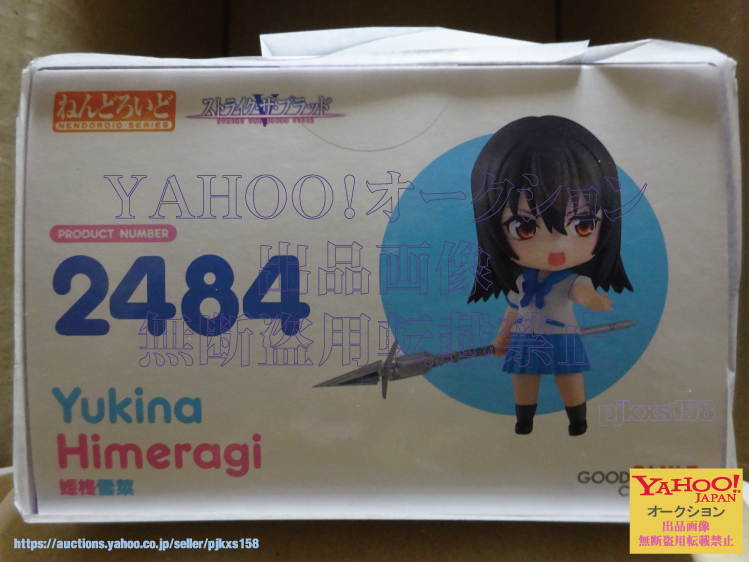 ねんどろいど
NENDOROID-SERIES
ストライク・ザ・ブラッド
V
YAHOO!オークション
出品画像
無断盗用転載禁止
pjkxsd58
PRODUCT NUMBER
2484
Yukina
Himeragi
姫柊雪菜
GOOD
YAHOO!
JAPAN
オークション
出品画像
無断盗用転載禁止
https://auctions.yahoo.co.jp/seller/pjkxs158